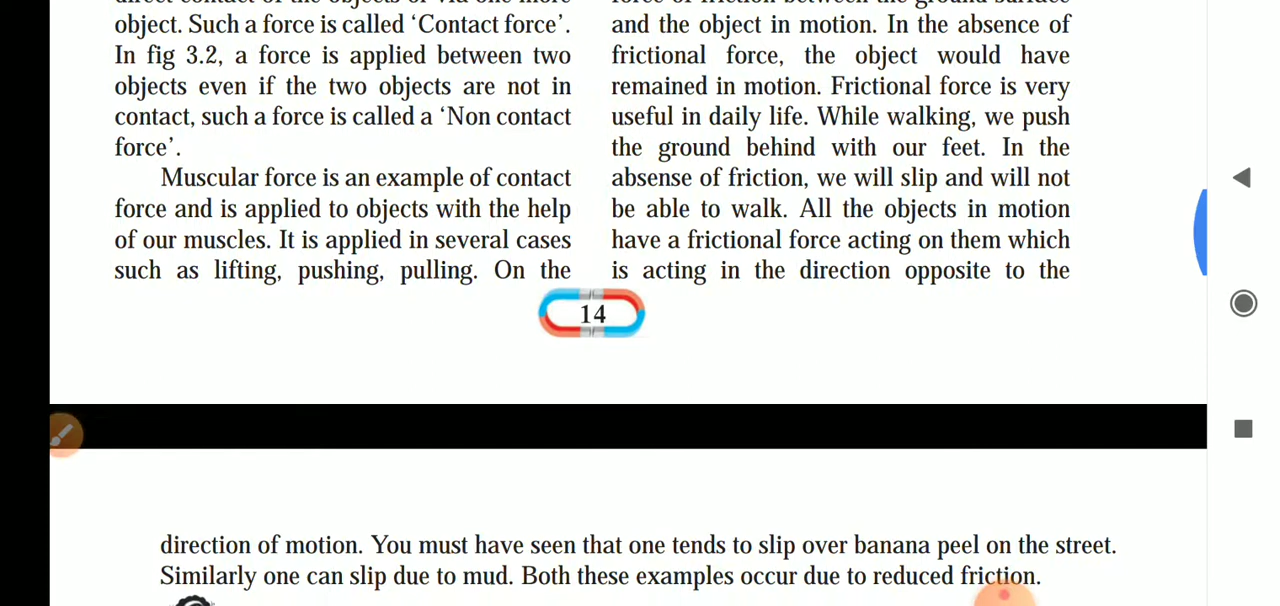 object. Such a force is called ‘Contact force’.
In fig 3.2, a force is applied between two
objects even if the two objects are not in
contact, such a force is called a ‘Non contact
force’.
Muscular force is an example of contact
force and is applied to objects with the help
of our muscles. It is applied in several cases
such as lifting, pushing, pulling. On the
and the object in motion. In the absence of
frictional force, the object would have
remained in motion. Frictional force is very
useful in daily life. While walking, we push
the ground behind with our feet. In the
absense of friction, we will slip and will not
be able to walk. All the objects in motion
have a frictional force acting on them which
is acting in the direction opposite to the
14
direction of motion. You must have seen that one tends to slip over banana peel on the street.
Similarly one can slip due to mud. Both these examples occur due to reduced friction.